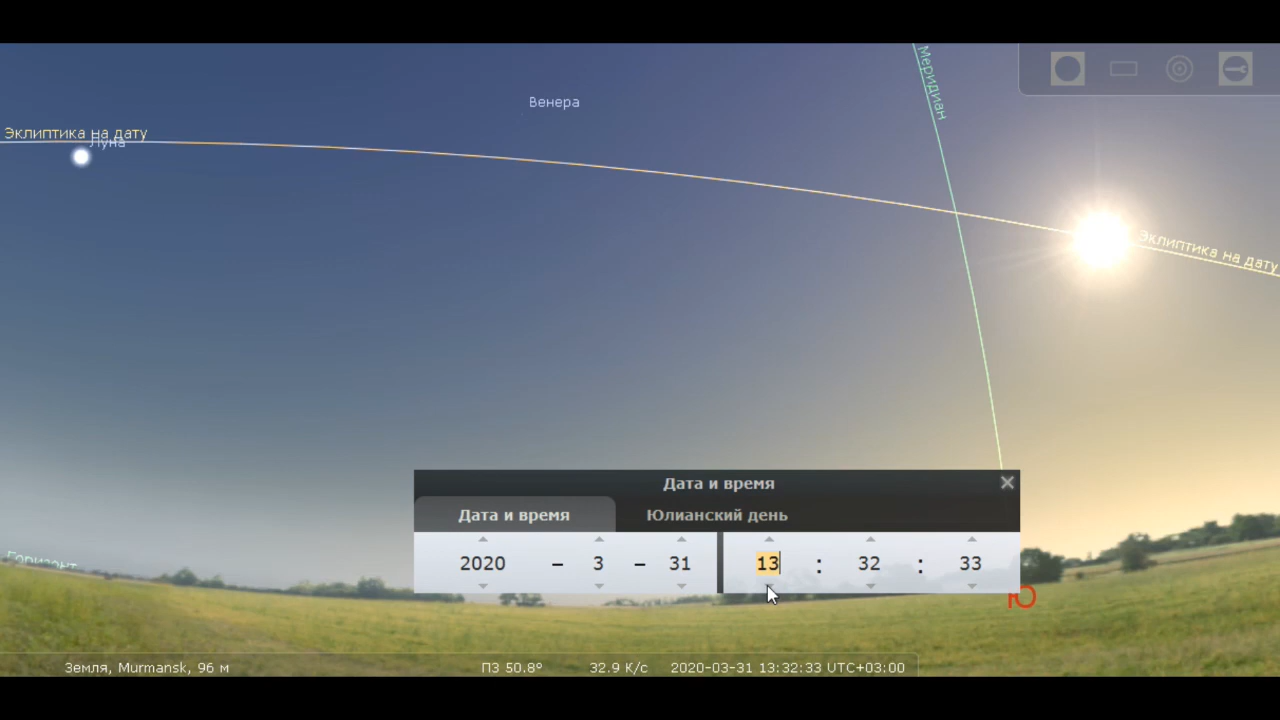 Меридиан
Венера
Эклиптика на дату
Луна
Эклиптика на дату
Дата и время
Дата и время Юлианский день
2020 – 3 – 31 13 : 32 : 33
Горизонт
Ю
Земля, Murmansk, 96 м ПЗ 50.8° 32.9 К/с 2020-03-31 13:32:33 UTC+03:00